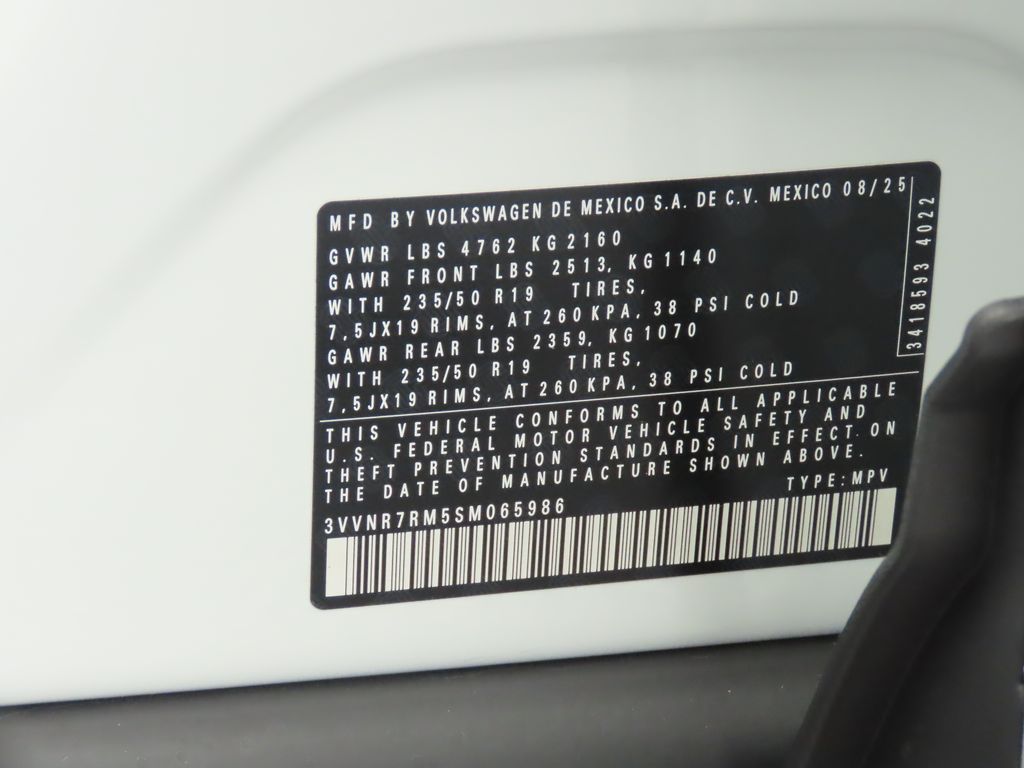 MFD BY VOLKSWAGEN DE MEXICO S.A. DE C.V. MEXICO 08/25
GVWR LBS 4762 KG 2160
GAWR FRONT LBS 2513, KG 1140
WITH 235/50 R19 TIRES,
7,5JX19 RIMS, AT 260 KPA, 38 PSI COLD
GAWR REAR LBS 2359, KG 1070
WITH 235/50 R19 TIRES,
7,5JX19 RIMS, AT 260 KPA, 38 PSI COLD
3418593 4022
THIS VEHICLE CONFORMS TO ALL APPLICABLE
U.S. FEDERAL MOTOR VEHICLE SAFETY AND
THEFT PREVENTION STANDARDS IN EFFECT ON
THE DATE OF MANUFACTURE SHOWN ABOVE.
TYPE:MPV
3VVNR7RM5SM065986